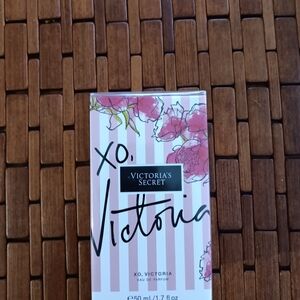 XO,
VICTORIA'S
SECRET
Victoria
XO, VICTORIA
EAU DE PARFUM
℮50 ml /1.7 fl oz